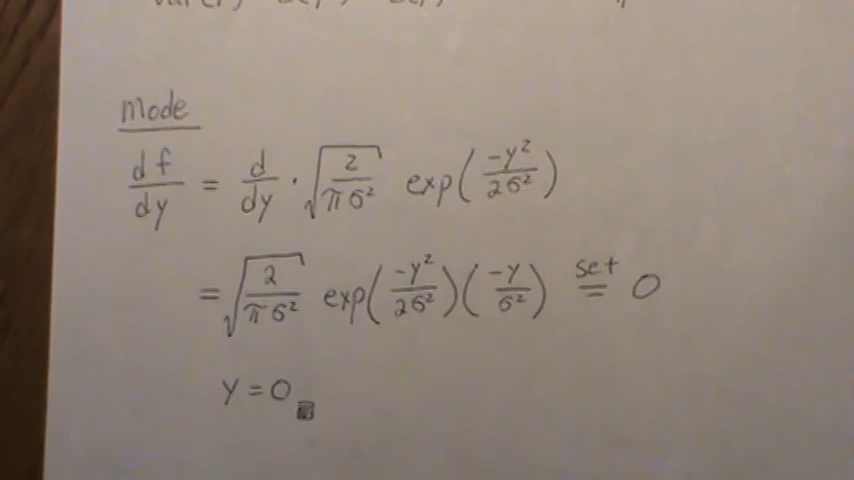 mode
df/dy = d/dy · √(2/πσ²) exp(-y²/2σ²)
= √(2/πσ²) exp(-y²/2σ²)(-y/σ²) set = 0
y = 0